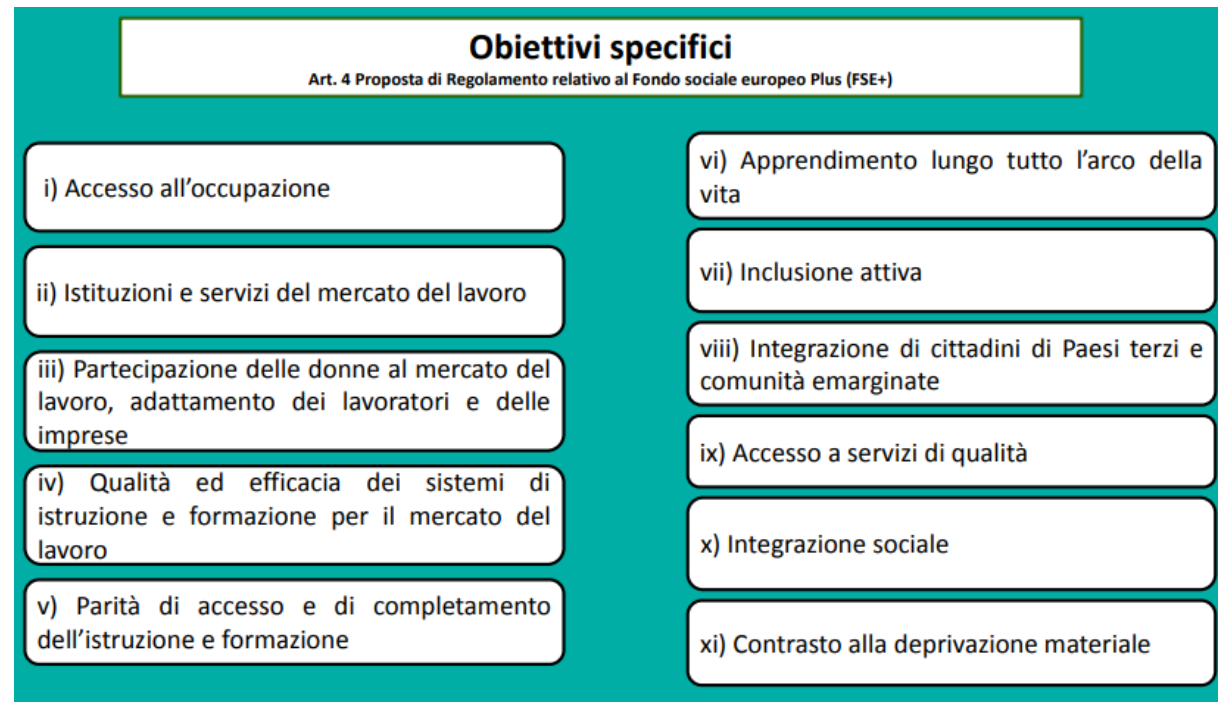 Obiettivi specifici
Art. 4 Proposta di Regolamento relativo al Fondo sociale europeo Plus (FSE+)
i) Accesso all’occupazione
ii) Istituzioni e servizi del mercato del lavoro
iii) Partecipazione delle donne al mercato del
lavoro, adattamento dei lavoratori e delle
imprese
iv) Qualità ed efficacia dei sistemi di
istruzione e formazione per il mercato del
lavoro
v) Parità di accesso e di completamento
dell’istruzione e formazione
vi) Apprendimento lungo tutto l’arco della
vita
vii) Inclusione attiva
viii) Integrazione di cittadini di Paesi terzi e
comunità emarginate
ix) Accesso a servizi di qualità
x) Integrazione sociale
xi) Contrasto alla deprivazione materiale